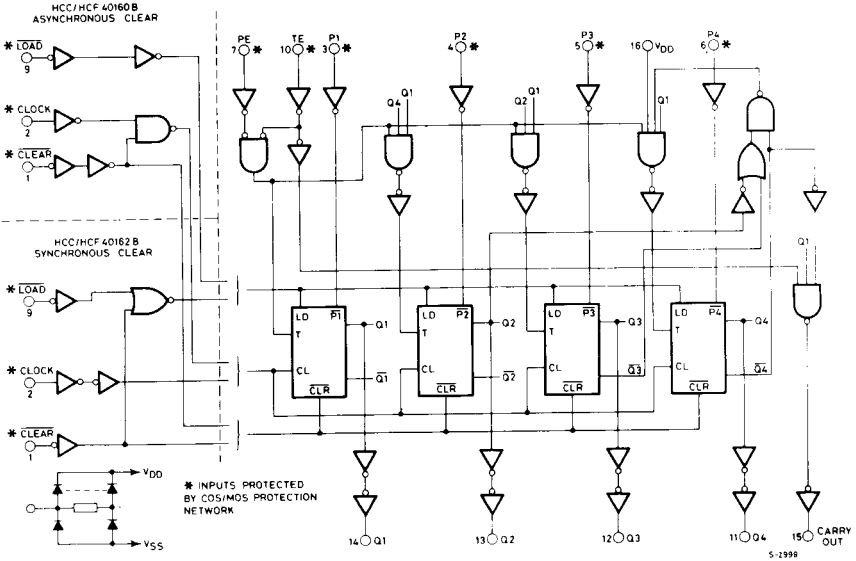 HCC/HCF 40160B
ASYNCHRONOUS CLEAR
* LOAD
9
* CLOCK
2
* CLEAR
1
HCC/HCF 40162B
SYNCHRONOUS CLEAR
* LOAD
9
* CLOCK
2
* CLEAR
1
PE
7 *
TE
10 *
P1
3 *
P2
4 *
P3
5 *
16 VDD
P4
6 *
Q4 Q1
Q2 Q1
Q1
Q1
LD P1
T
CL
CLR
Q1
Q1
LD P2
T
CL
CLR
Q2
Q2
LD P3
T
CL
CLR
Q3
Q3
LD P4
T
CL
CLR
Q4
Q4
VDD
VSS
* INPUTS PROTECTED
BY COS/MOS PROTECTION
NETWORK
14 Q1
13 Q2
12 Q3
11 Q4
15 CARRY
OUT
S-2998